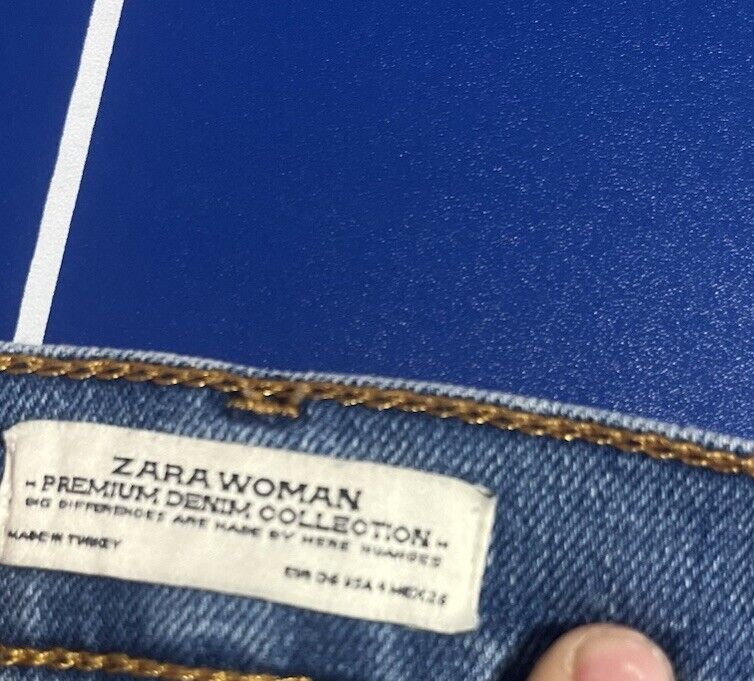 ZARA WOMAN
"PREMIUM DENIM COLLECTION"
BIG DIFFERENCES ARE MADE BY MERE NUANCES
MADE IN TURKEY
EUR 36 USA 4 MEX 26